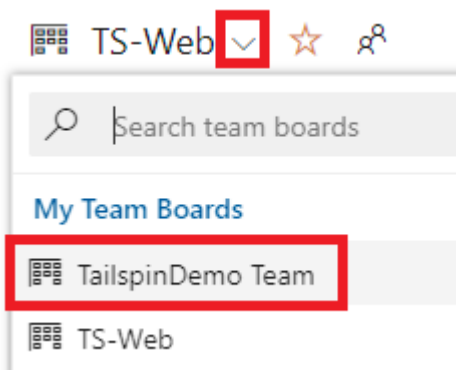 TS-Web
Search team boards
My Team Boards
TailspinDemo Team
TS-Web